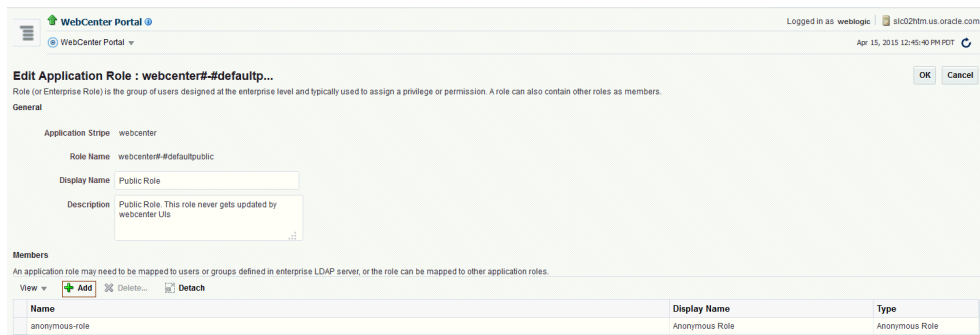 WebCenter Portal
Logged in as weblogic slc02htm.us.oracle.com
WebCenter Portal
Apr 15, 2015 12:45:40 PM PDT
Edit Application Role : webcenter#-#defaultp...
OK Cancel
Role (or Enterprise Role) is the group of users designed at the enterprise level and typically used to assign a privilege or permission. A role can also contain other roles as members.
General
Application Stripe webcenter
Role Name webcenter#-#defaultpublic
Display Name Public Role
Description Public Role. This role never gets updated by
webcenter UIs
Members
An application role may need to be mapped to users or groups defined in enterprise LDAP server, or the role can be mapped to other application roles.
View Add Delete... Detach
Name Display Name Type
anonymous-role Anonymous Role Anonymous Role